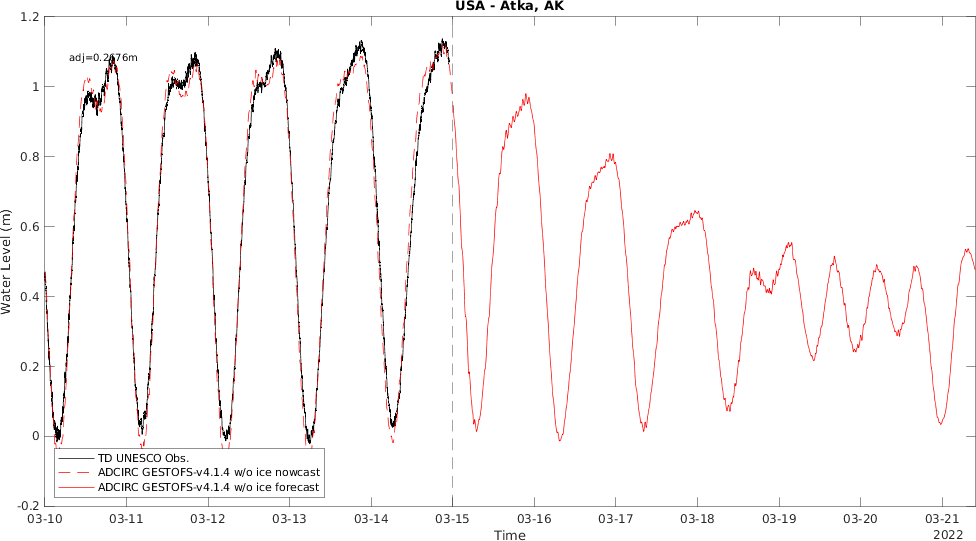 USA - Atka, AK
1.2
1
0.8
0.6
0.4
0.2
0
-0.2
Water Level (m)
adj=0.2676m
TD UNESCO Obs.
ADCIRC GESTOFS-v4.1.4 w/o ice nowcast
ADCIRC GESTOFS-v4.1.4 w/o ice forecast
03-10 03-11 03-12 03-13 03-14 03-15 03-16 03-17 03-18 03-19 03-20 03-21
Time
2022